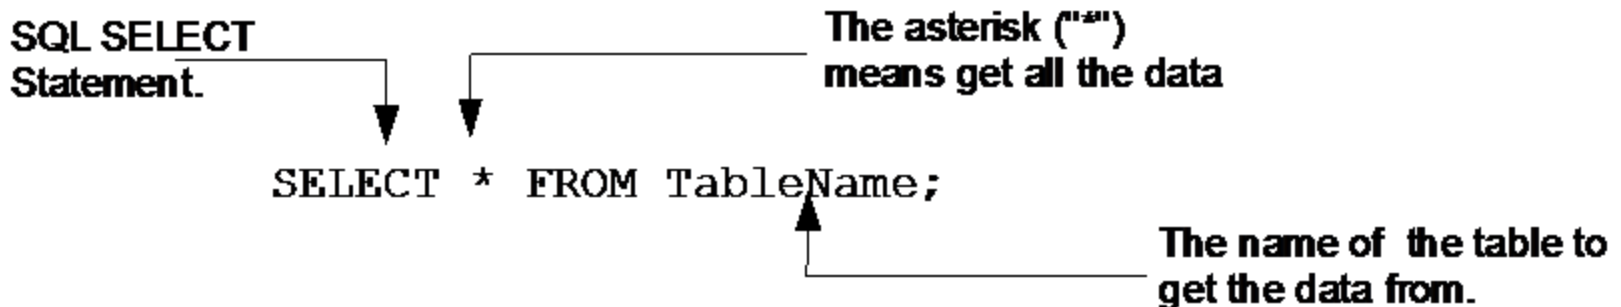 SQL SELECT
Statement.
The asterisk ("*")
means get all the data
SELECT * FROM TableName;
The name of the table to
get the data from.